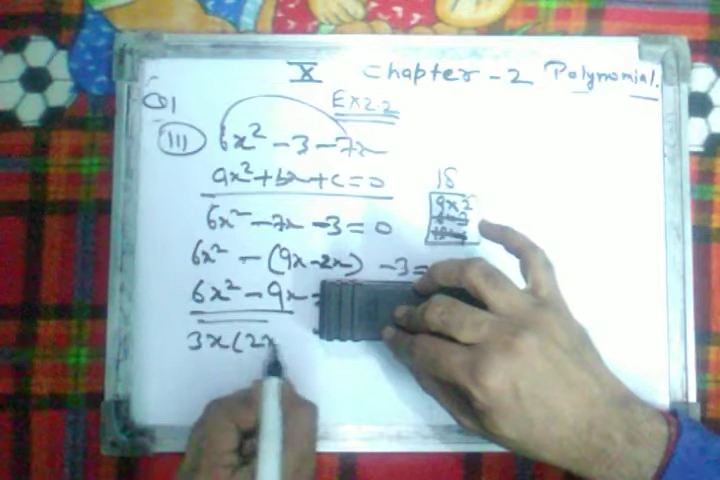 X Chapter - 2 Polynomial.
Ex 2.2
Q1
(III) 6x² - 3 - 7x
ax² + bx + c = 0
6x² - 7x - 3 = 0
18
9x2
6x² - (9x - 2x) - 3 =
6x² - 9x
3x(2x